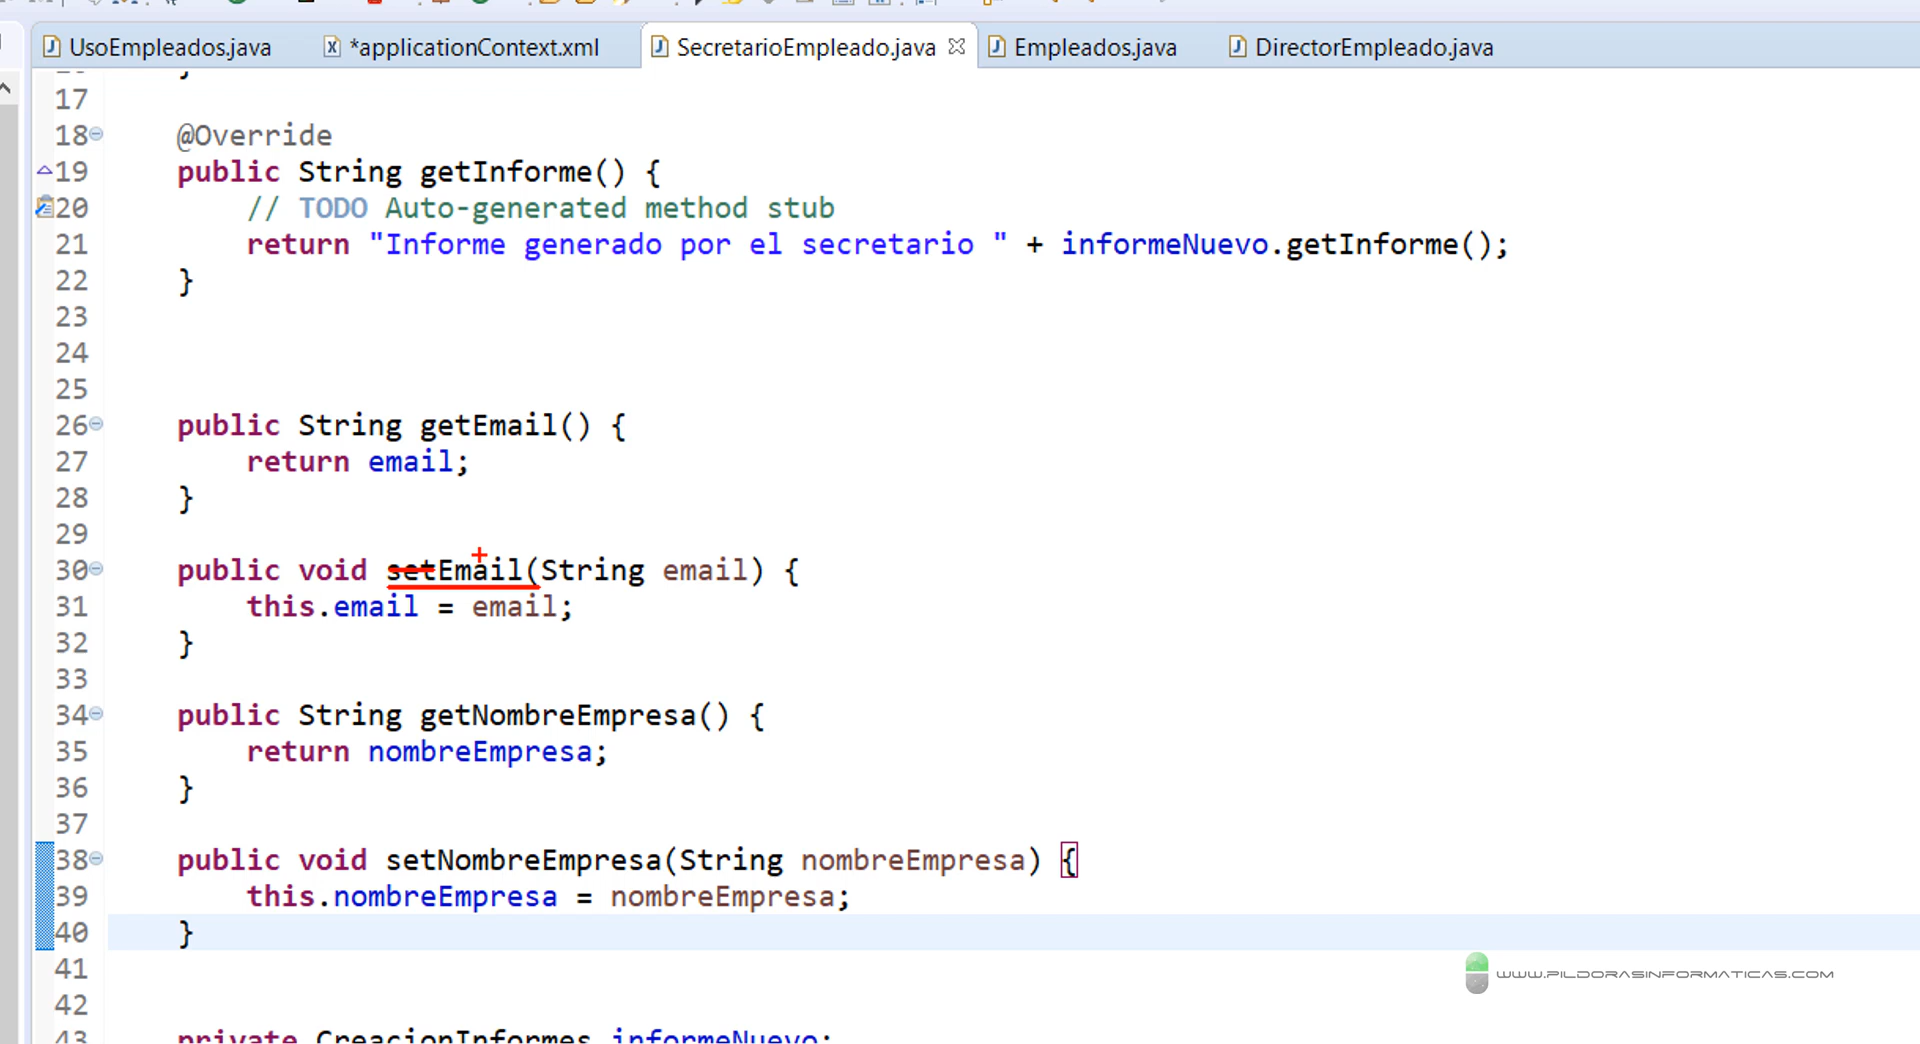 UsoEmpleados.java *applicationContext.xml SecretarioEmpleado.java Empleados.java DirectorEmpleado.java
17
18 @Override
19 public String getInforme() {
20 // TODO Auto-generated method stub
21 return "Informe generado por el secretario " + informeNuevo.getInforme();
22 }
23
24
25
26 public String getEmail() {
27 return email;
28 }
29
30 public void setEmail(String email) {
31 this.email = email;
32 }
33
34 public String getNombreEmpresa() {
35 return nombreEmpresa;
36 }
37
38 public void setNombreEmpresa(String nombreEmpresa) {
39 this.nombreEmpresa = nombreEmpresa;
40 }
41
WWW.PILDORASINFORMATICAS.COM
42
43 private CreacionInformes informeNuevo;